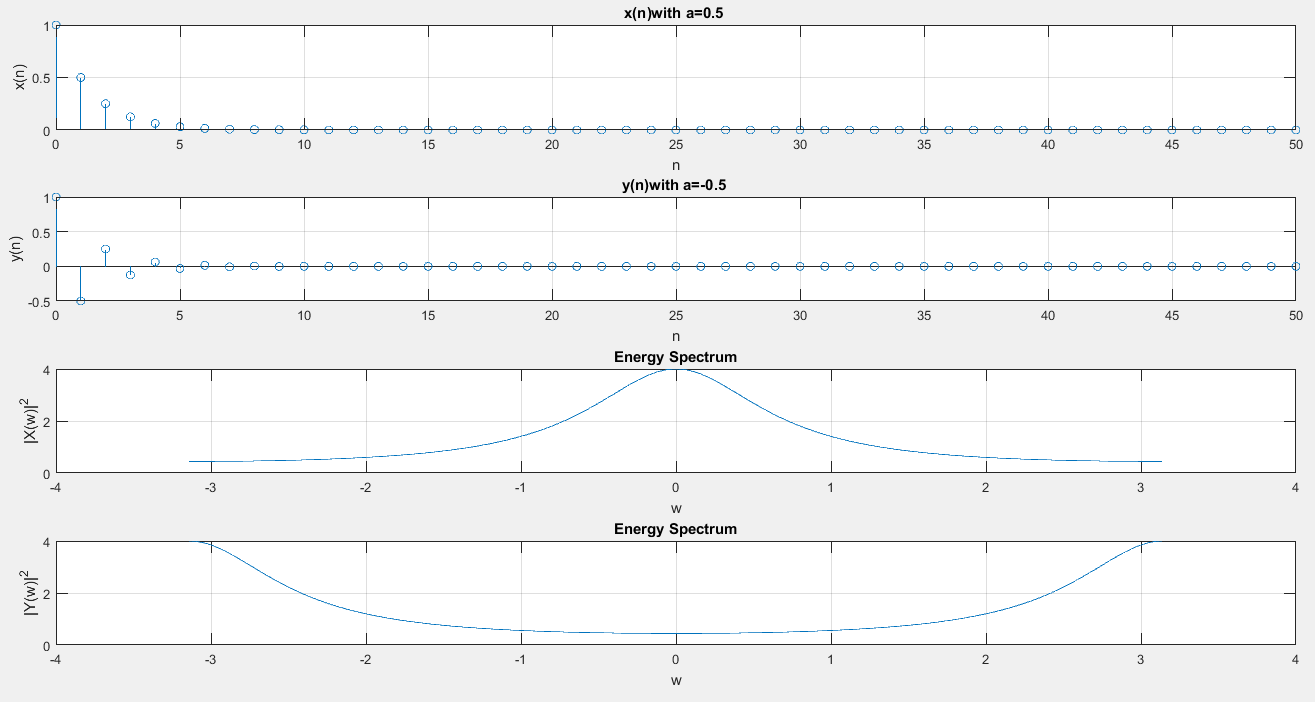 x(n)with a=0.5
x(n)
1
0.5
0
0 5 10 15 20 25 30 35 40 45 50
n
y(n)with a=-0.5
y(n)
1
0.5
0
-0.5
0 5 10 15 20 25 30 35 40 45 50
n
Energy Spectrum
|X(w)|²
4
2
0
-4 -3 -2 -1 0 1 2 3 4
w
Energy Spectrum
|Y(w)|²
4
2
0
-4 -3 -2 -1 0 1 2 3 4
w